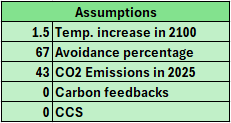 Assumptions
1.5 Temp. increase in 2100
67 Avoidance percentage
43 CO2 Emissions in 2025
0 Carbon feedbacks
0 CCS